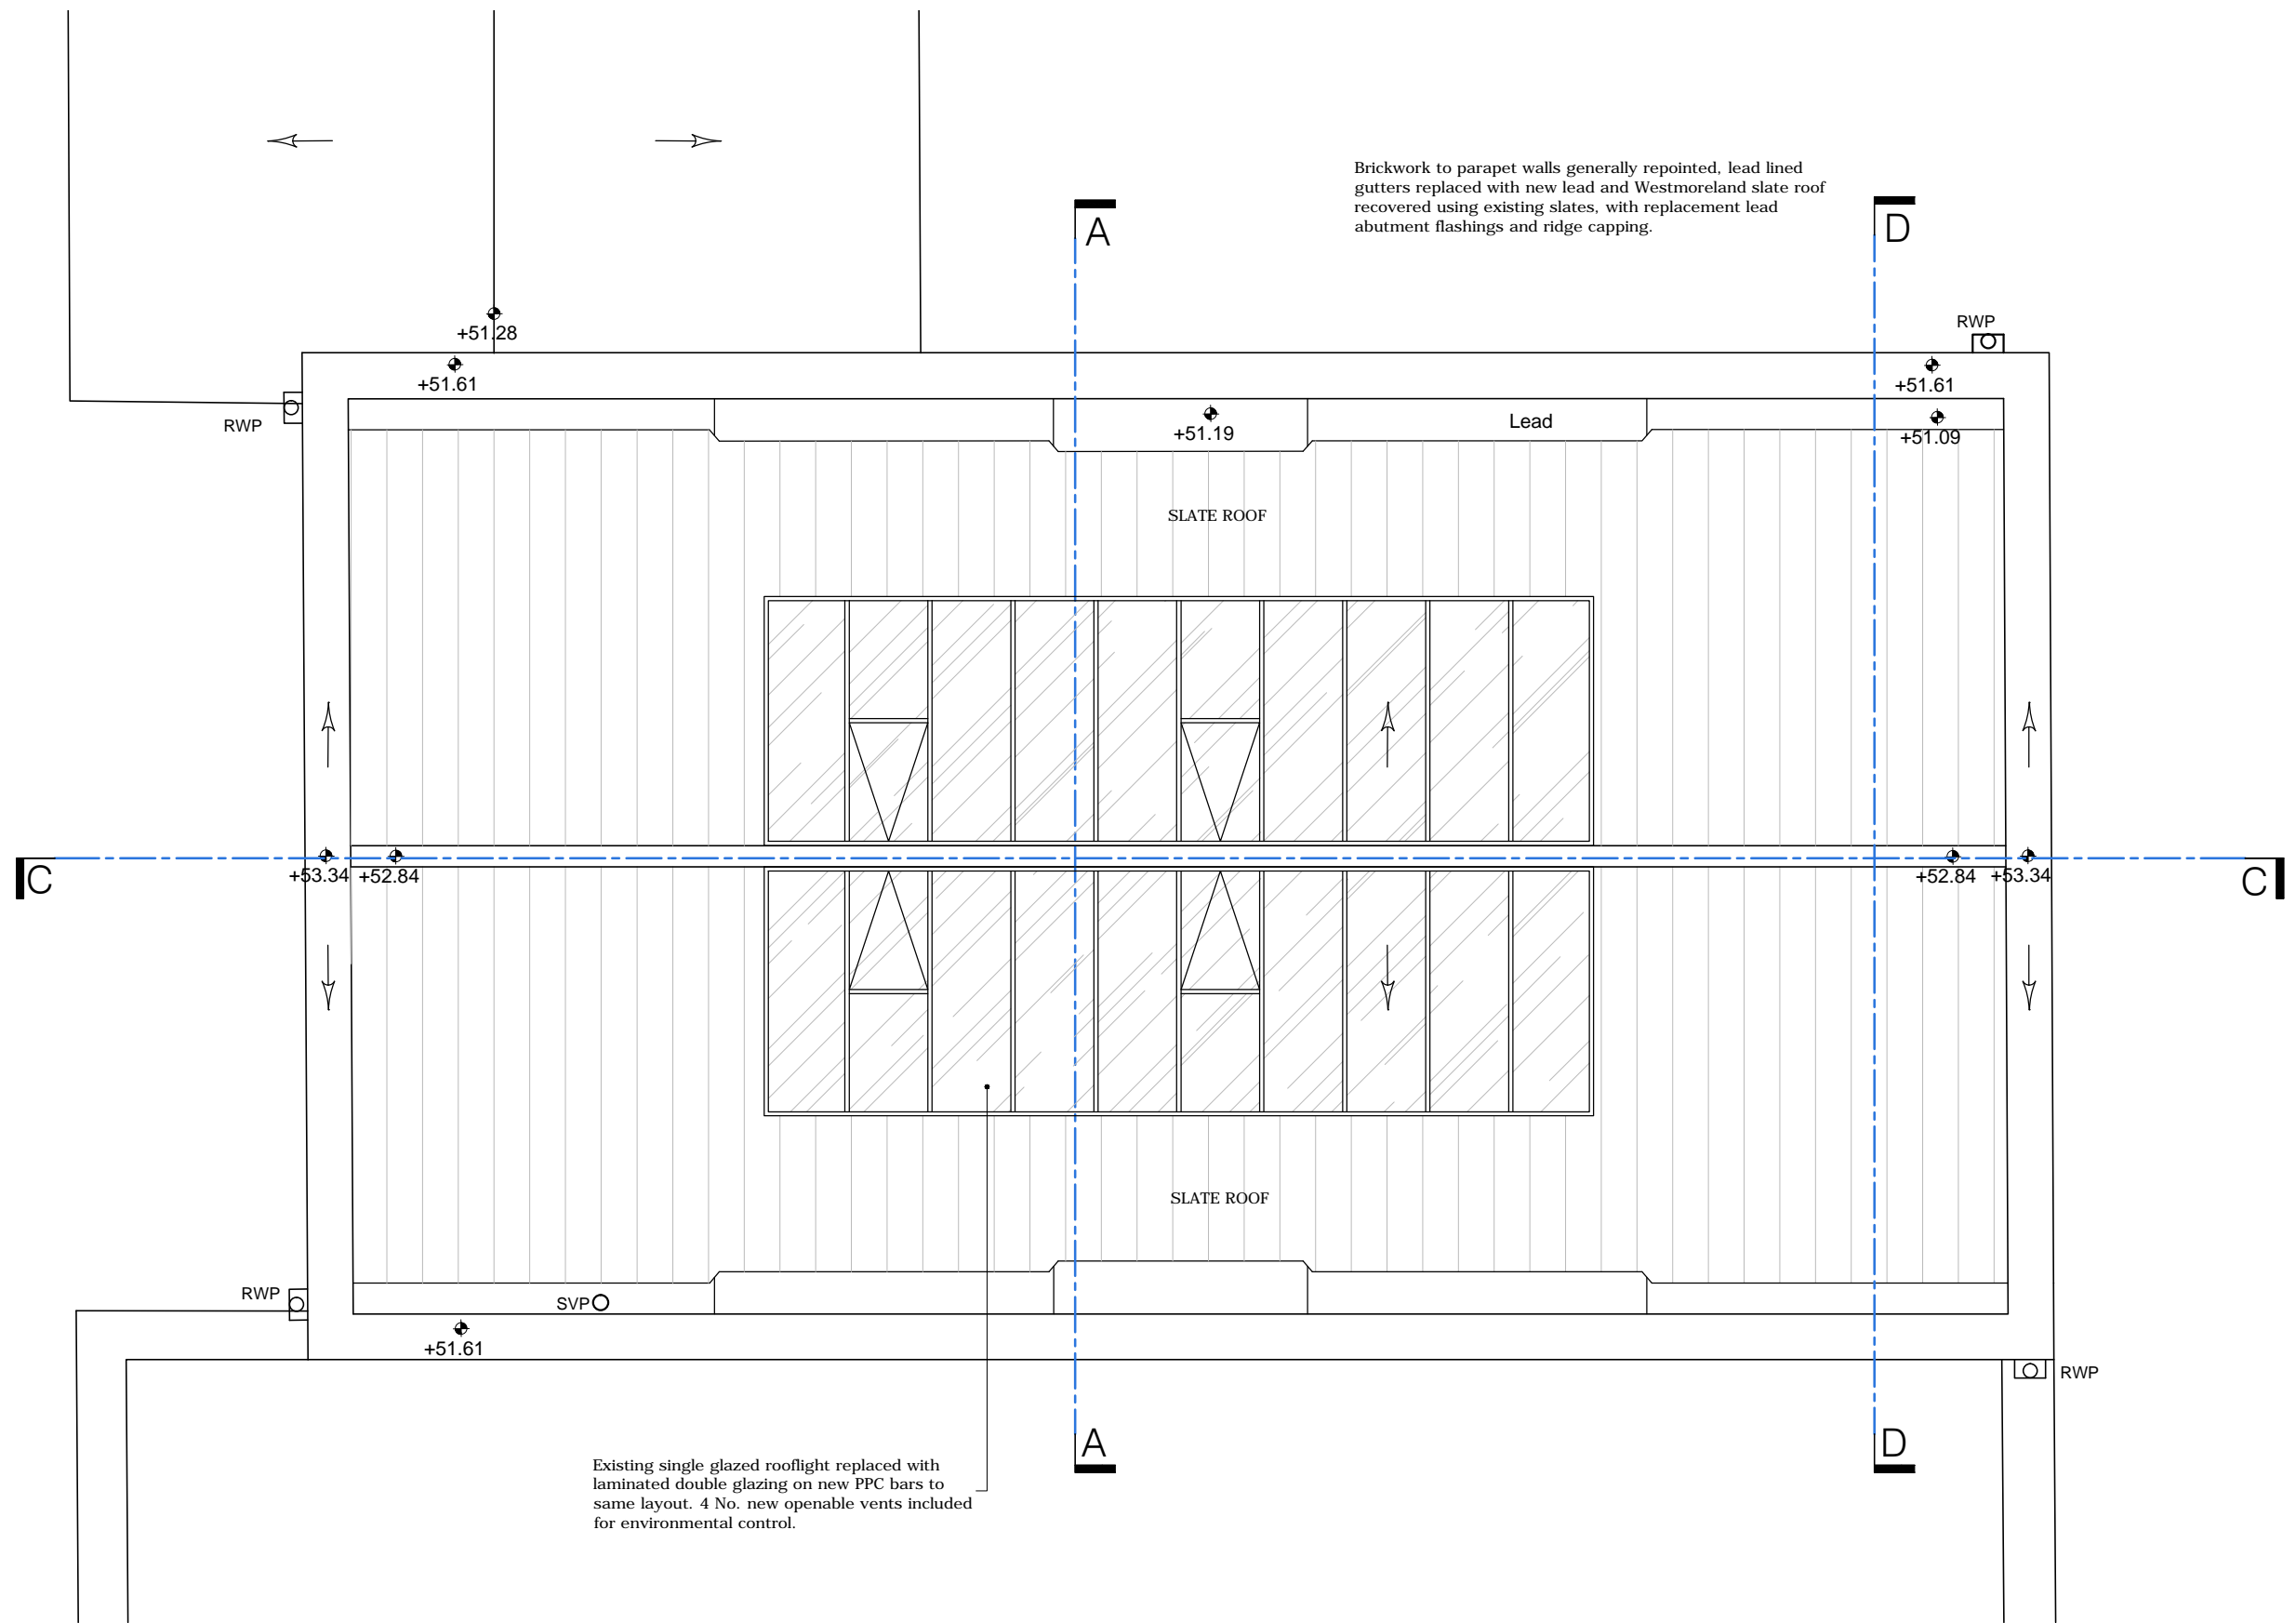 Brickwork to parapet walls generally repointed, lead lined
gutters replaced with new lead and Westmoreland slate roof
recovered using existing slates, with replacement lead
abutment flashings and ridge capping.
A
D
RWP
+51.28
+51.61
+51.61
RWP
Lead
+51.19
+51.09
SLATE ROOF
C
+53.34
+52.84
+52.84
+53.34
C
SLATE ROOF
RWP
SVP
+51.61
RWP
A
D
Existing single glazed rooflight replaced with
laminated double glazing on new PPC bars to
same layout. 4 No. new openable vents included
for environmental control.